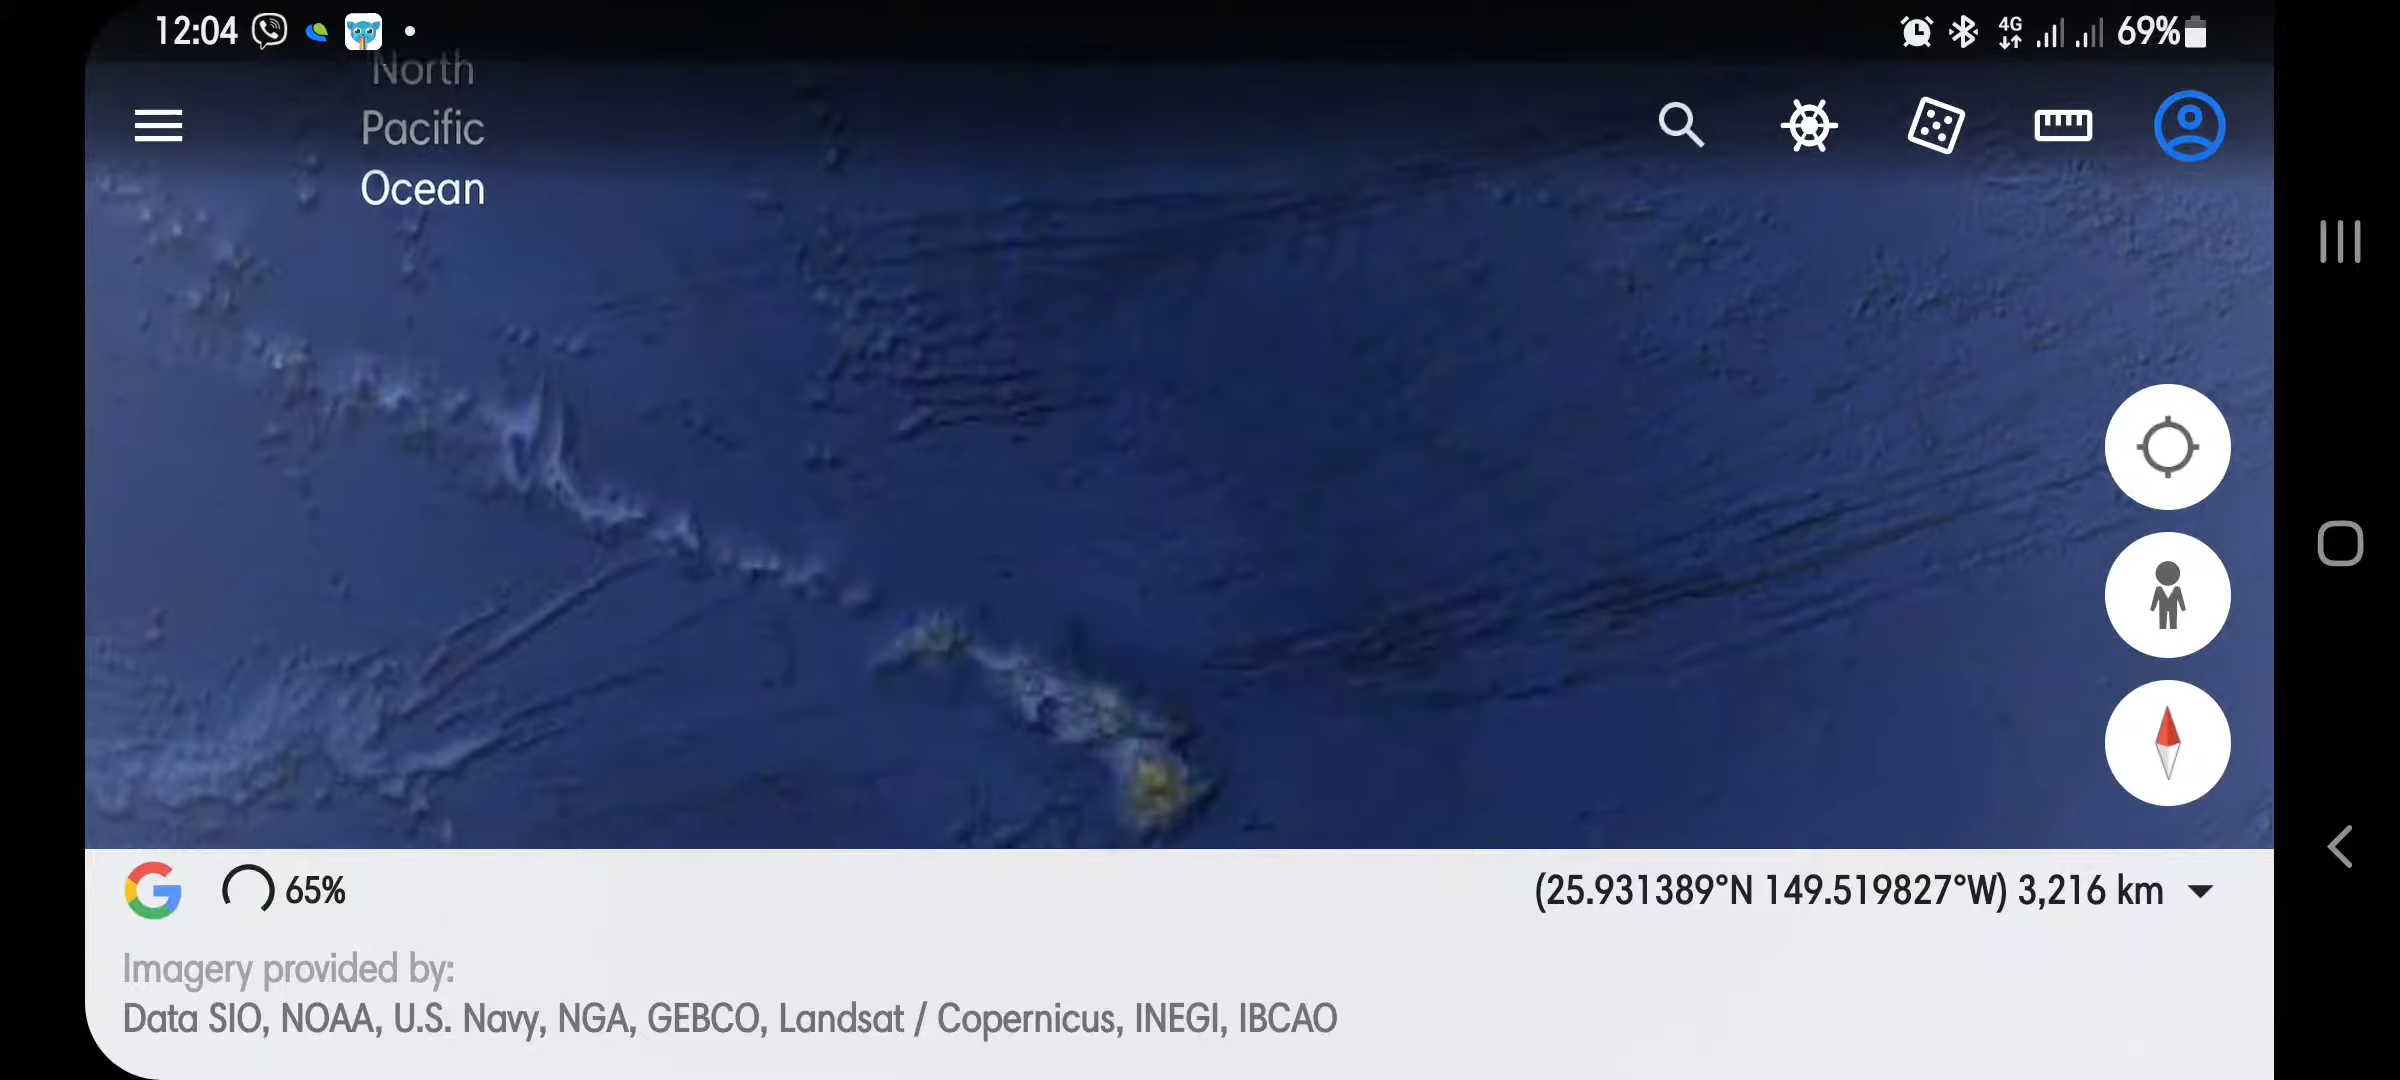 12:04
4G
69%
North
Pacific
Ocean
65%
(25.931389°N 149.519827°W) 3,216 km
Imagery provided by:
Data SIO, NOAA, U.S. Navy, NGA, GEBCO, Landsat / Copernicus, INEGI, IBCAO